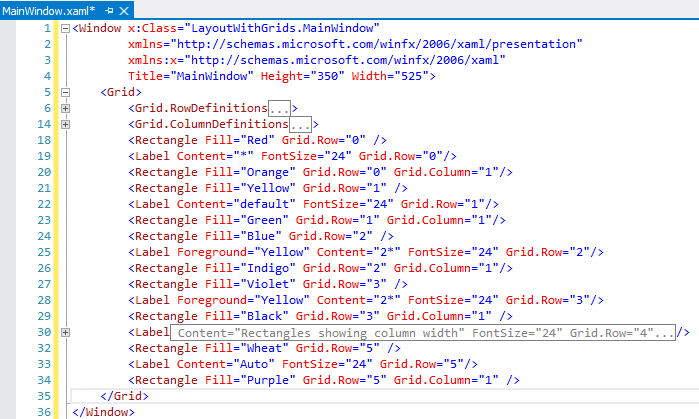 MainWindow.xaml*
1 <Window x:Class="LayoutWithGrids.MainWindow"
2 xmlns="http://schemas.microsoft.com/winfx/2006/xaml/presentation"
3 xmlns:x="http://schemas.microsoft.com/winfx/2006/xaml"
4 Title="MainWindow" Height="350" Width="525">
5 <Grid>
6 <Grid.RowDefinitions...>
14 <Grid.ColumnDefinitions...>
18 <Rectangle Fill="Red" Grid.Row="0" />
19 <Label Content="*" FontSize="24" Grid.Row="0"/>
20 <Rectangle Fill="Orange" Grid.Row="0" Grid.Column="1"/>
21 <Rectangle Fill="Yellow" Grid.Row="1" />
22 <Label Content="default" FontSize="24" Grid.Row="1"/>
23 <Rectangle Fill="Green" Grid.Row="1" Grid.Column="1"/>
24 <Rectangle Fill="Blue" Grid.Row="2" />
25 <Label Foreground="Yellow" Content="2*" FontSize="24" Grid.Row="2"/>
26 <Rectangle Fill="Indigo" Grid.Row="2" Grid.Column="1"/>
27 <Rectangle Fill="Violet" Grid.Row="3" />
28 <Label Foreground="Yellow" Content="2*" FontSize="24" Grid.Row="3"/>
29 <Rectangle Fill="Black" Grid.Row="3" Grid.Column="1" />
30 <Label Content="Rectangles showing column width" FontSize="24" Grid.Row="4".../>
32 <Rectangle Fill="Wheat" Grid.Row="5" />
33 <Label Content="Auto" FontSize="24" Grid.Row="5"/>
34 <Rectangle Fill="Purple" Grid.Row="5" Grid.Column="1" />
35 </Grid>
36 </Window>